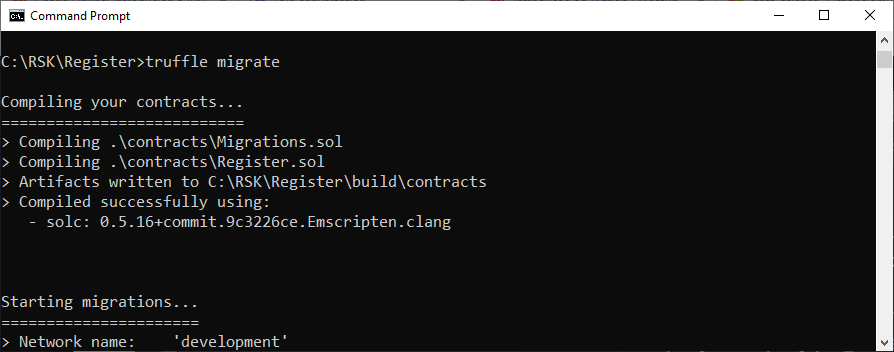 Command Prompt
C:\RSK\Register>truffle migrate
Compiling your contracts...
===========================
> Compiling .\contracts\Migrations.sol
> Compiling .\contracts\Register.sol
> Artifacts written to C:\RSK\Register\build\contracts
> Compiled successfully using:
   - solc: 0.5.16+commit.9c3226ce.Emscripten.clang
Starting migrations...
======================
> Network name:    'development'